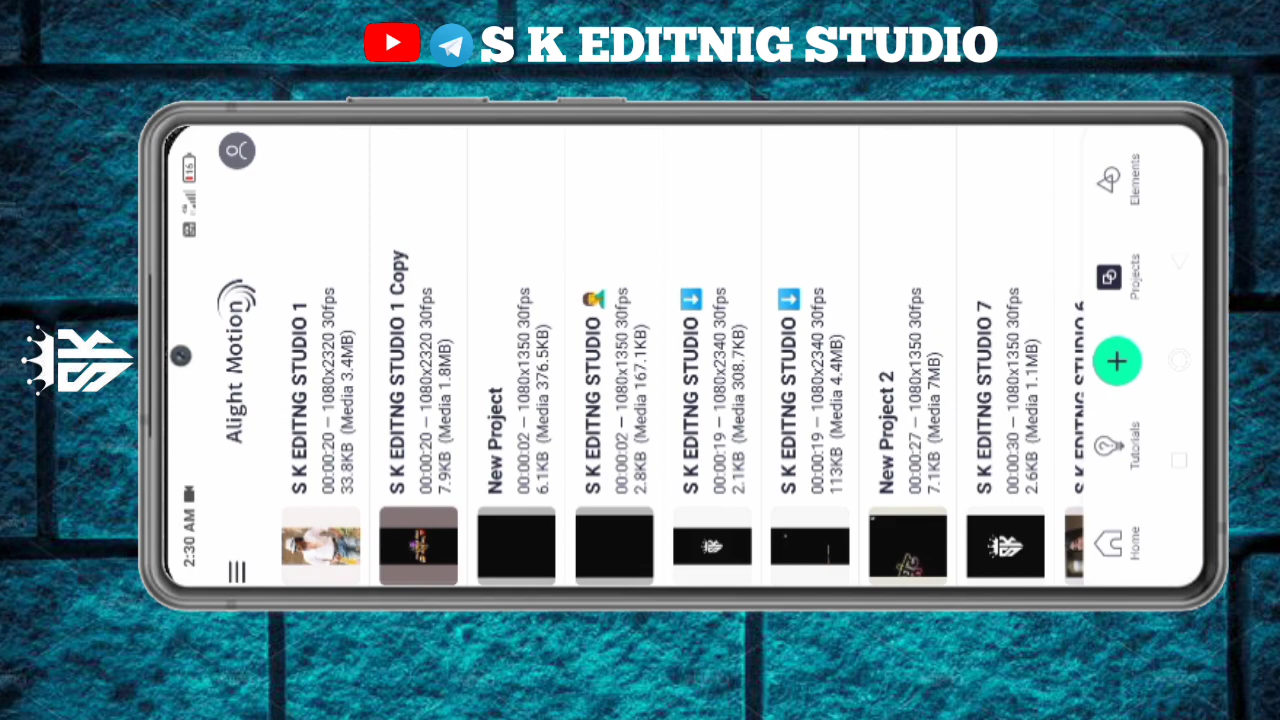 S K EDITNIG STUDIO
SK
2:30 AM
16
Alight Motion
S K EDITNG STUDIO 1
00:00:20 — 1080x2320 30fps
33.8KB (Media 3.4MB)
S K EDITNG STUDIO 1 Copy
00:00:20 — 1080x2320 30fps
7.9KB (Media 1.8MB)
New Project
00:00:02 — 1080x1350 30fps
6.1KB (Media 376.5KB)
S K EDITNG STUDIO 🤦‍♂️
00:00:02 — 1080x1350 30fps
2.8KB (Media 167.1KB)
S K EDITNG STUDIO ⬇️
00:00:19 — 1080x2340 30fps
2.1KB (Media 308.7KB)
S K EDITNG STUDIO ⬇️
00:00:19 — 1080x2340 30fps
113KB (Media 4.4MB)
New Project 2
00:00:27 — 1080x1350 30fps
7.1KB (Media 7MB)
S K EDITNG STUDIO 7
00:00:30 — 1080x1350 30fps
2.6KB (Media 1.1MB)
S K EDITNG STUDIO 6
Home
Tutorials
Projects
Elements